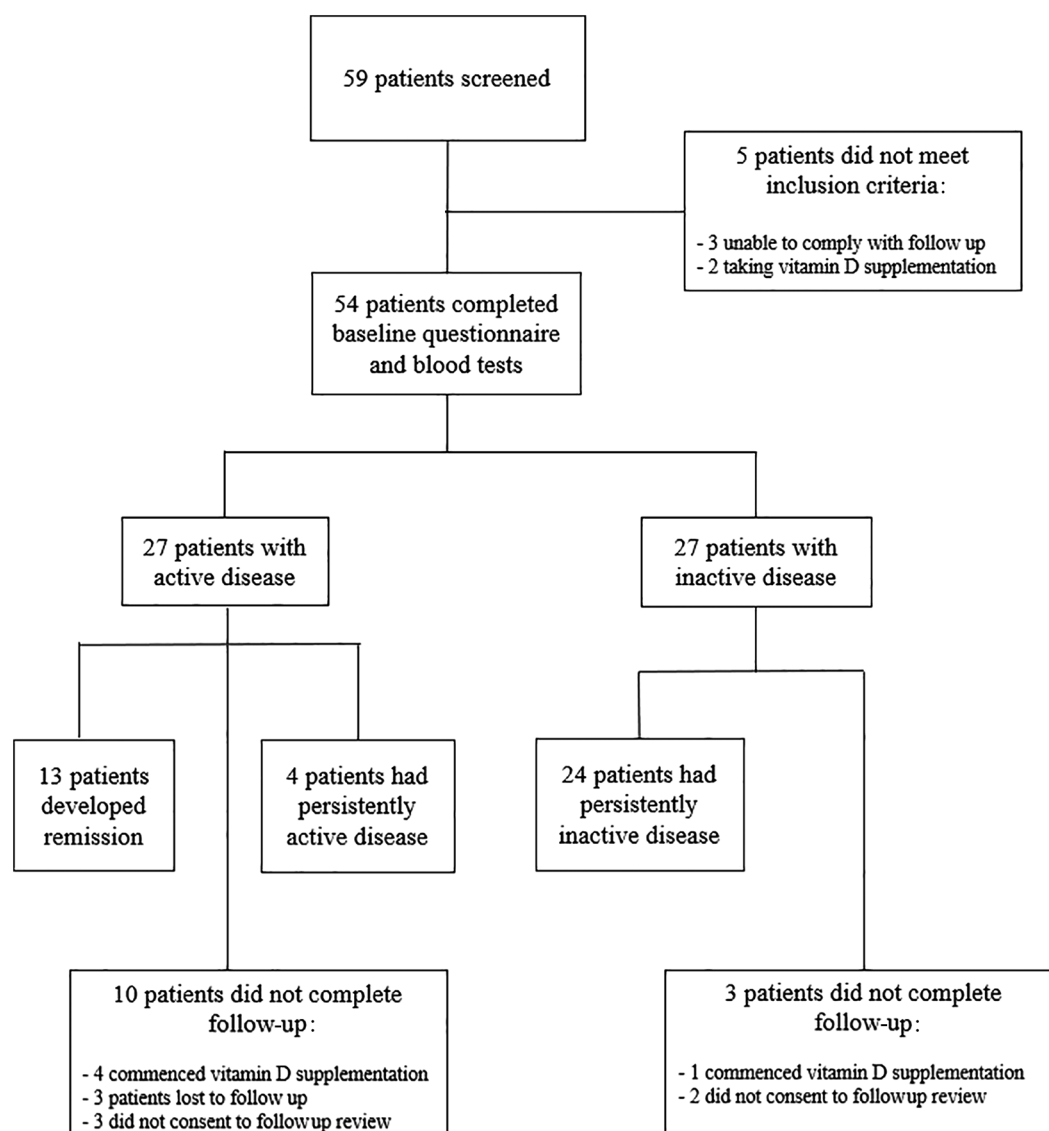 59 patients screened
5 patients did not meet
inclusion criteria:
- 3 unable to comply with follow up
- 2 taking vitamin D supplementation
54 patients completed
baseline questionnaire
and blood tests
27 patients with
active disease
27 patients with
inactive disease
13 patients
developed
remission
4 patients had
persistently
active disease
24 patients had
persistently
inactive disease
10 patients did not complete
follow-up:
- 4 commenced vitamin D supplementation
- 3 patients lost to follow up
- 3 did not consent to followup review
3 patients did not complete
follow-up:
- 1 commenced vitamin D supplementation
- 2 did not consent to followup review